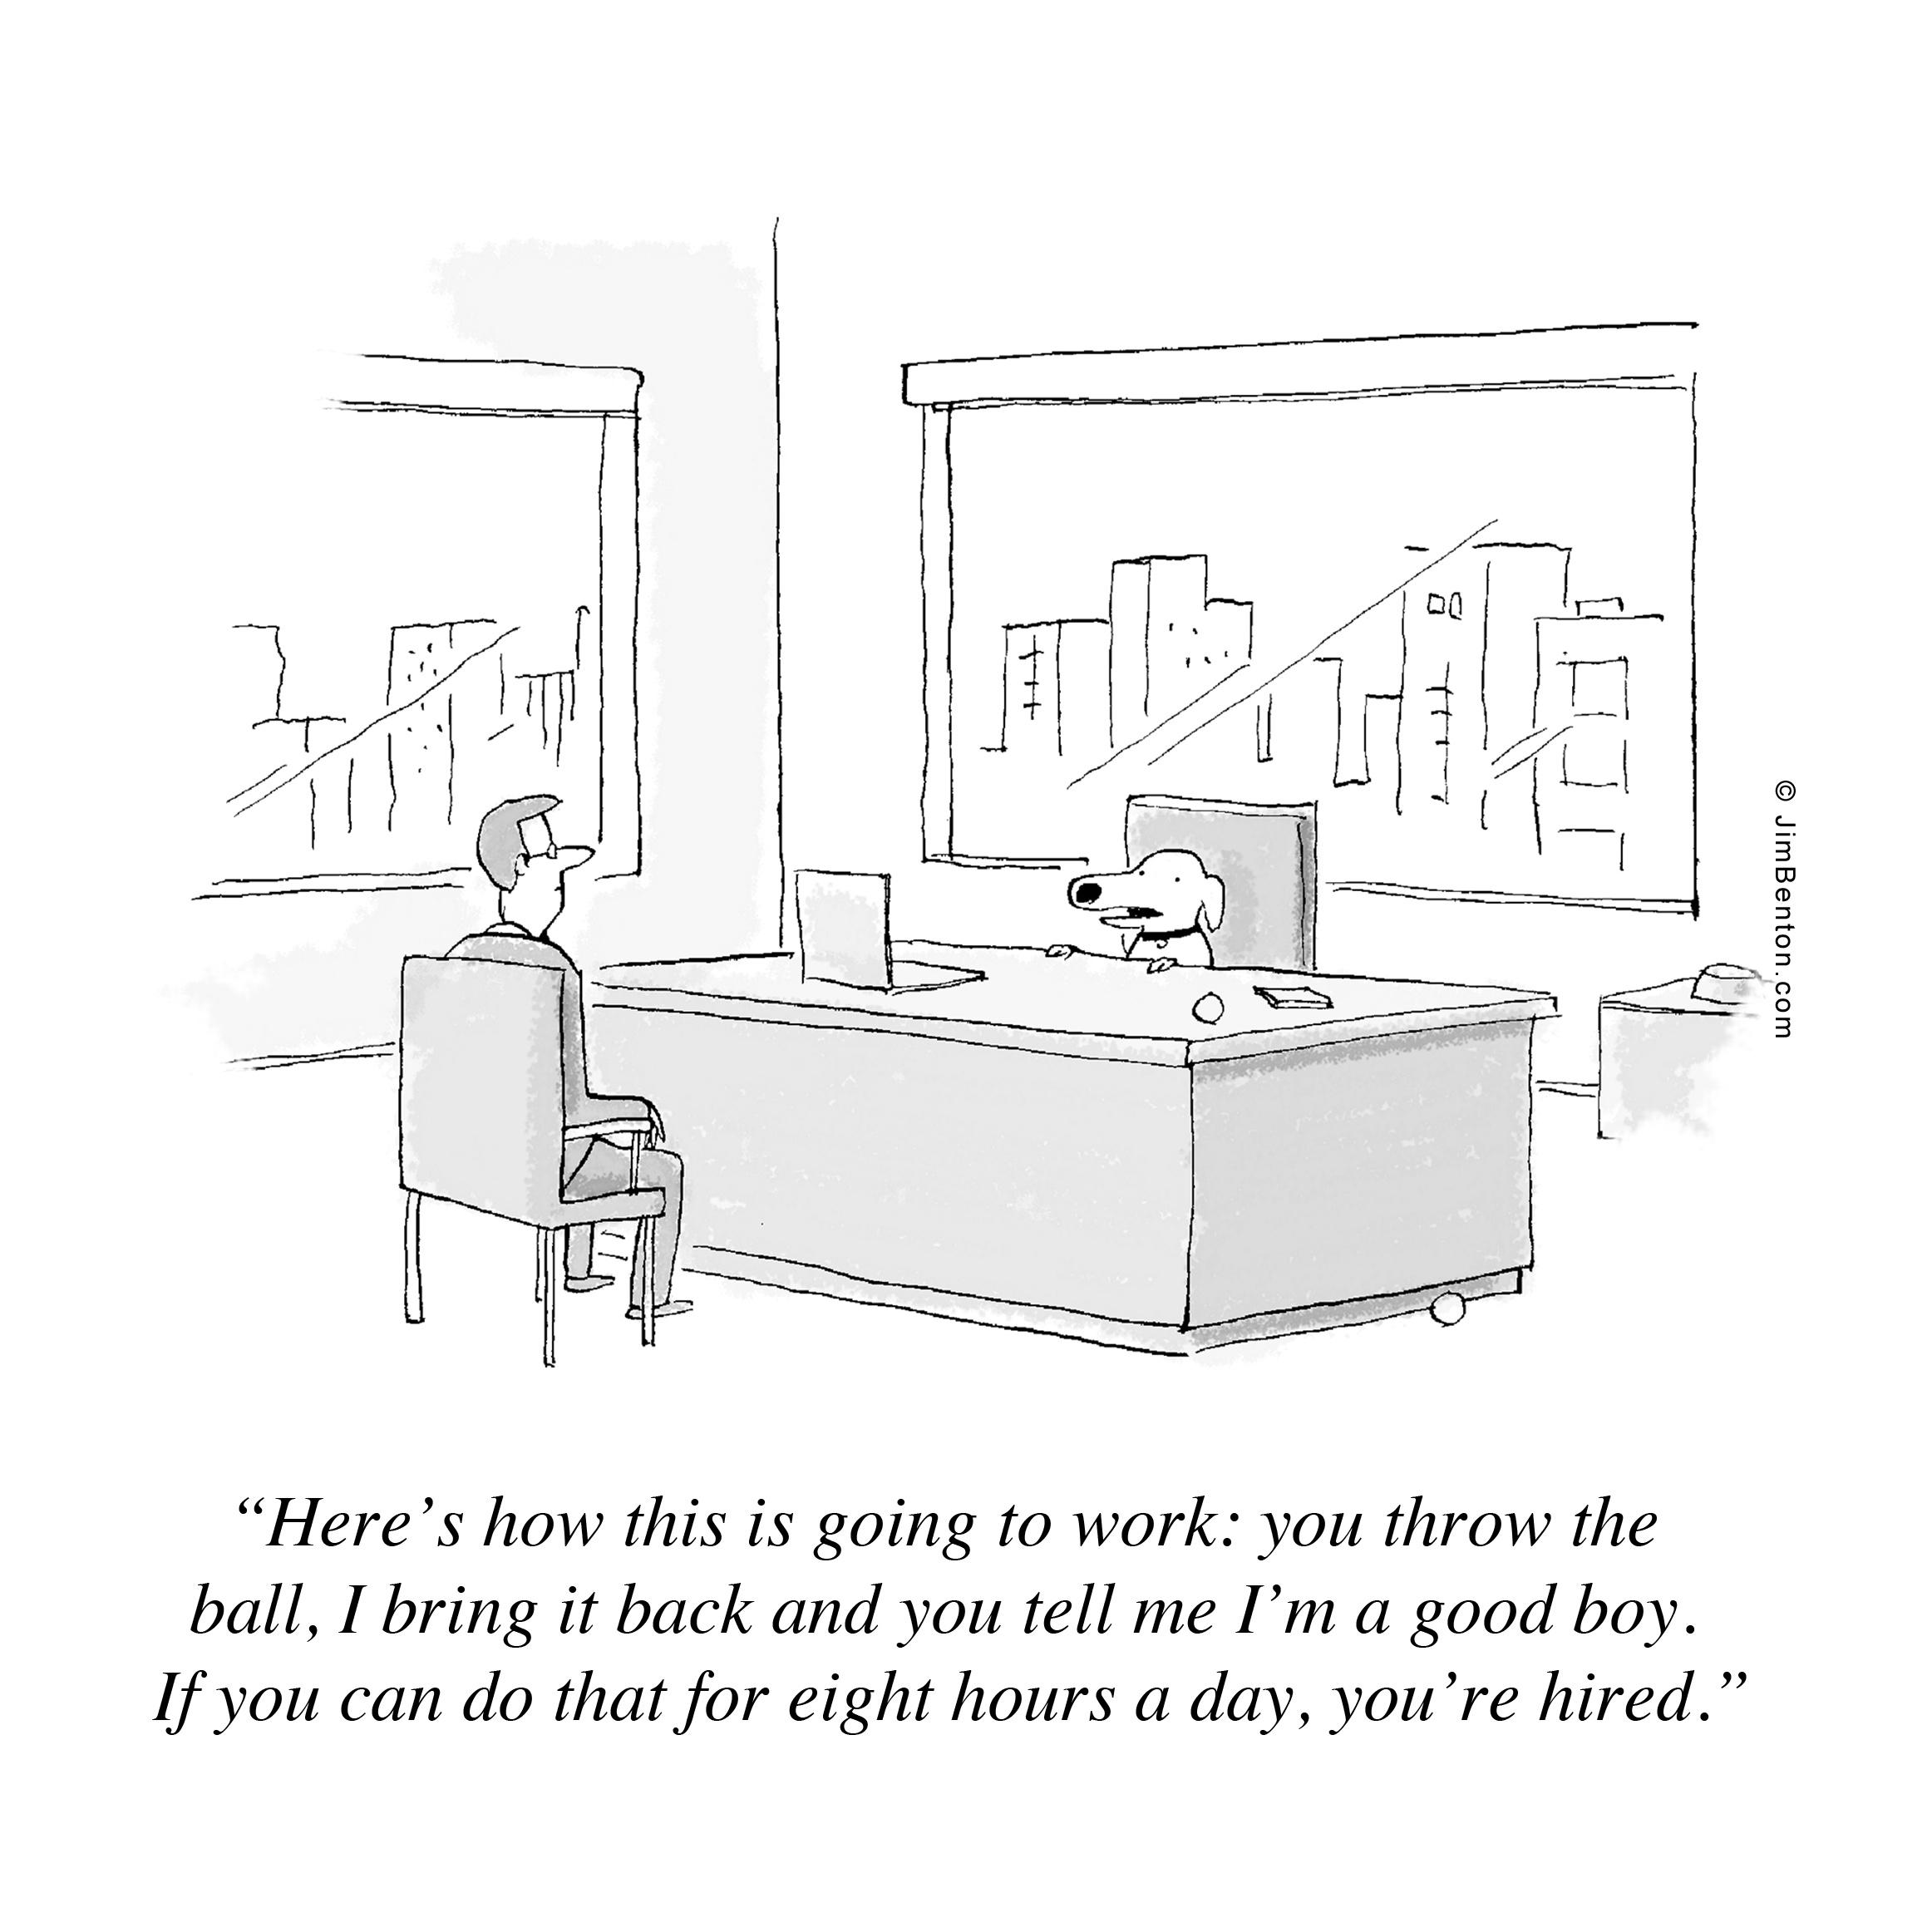 © JimBenton.com
“Here’s how this is going to work: you throw the
ball, I bring it back and you tell me I’m a good boy.
If you can do that for eight hours a day, you’re hired.”